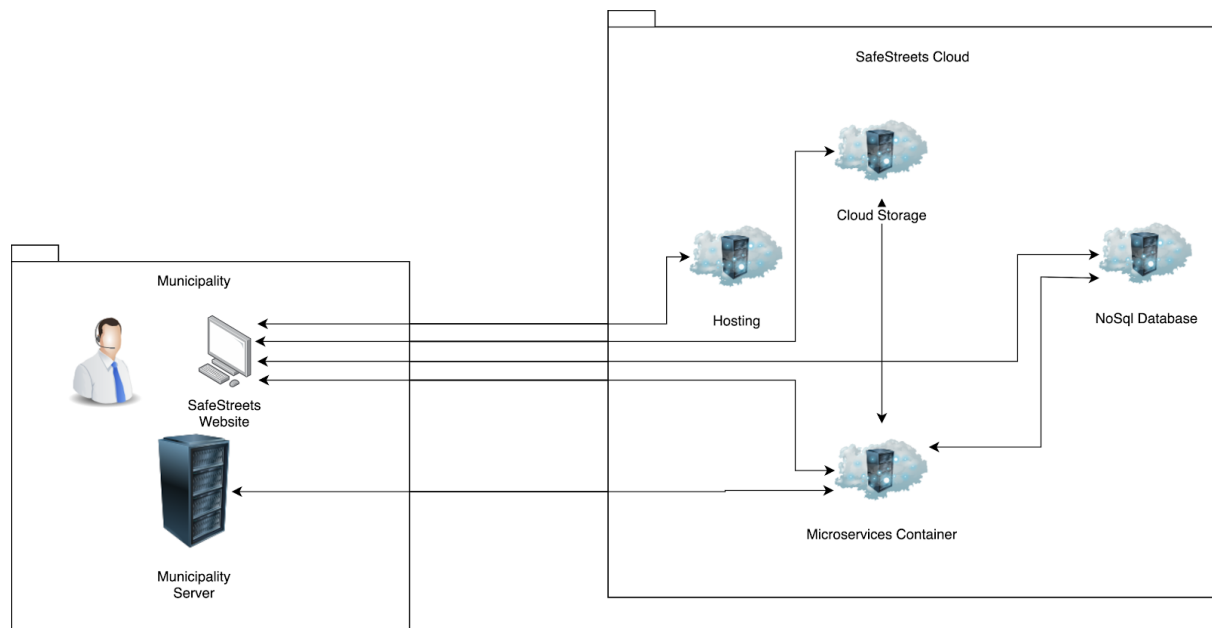 SafeStreets Cloud
Cloud Storage
Hosting
NoSql Database
Microservices Container
Municipality
SafeStreets
Website
Municipality
Server